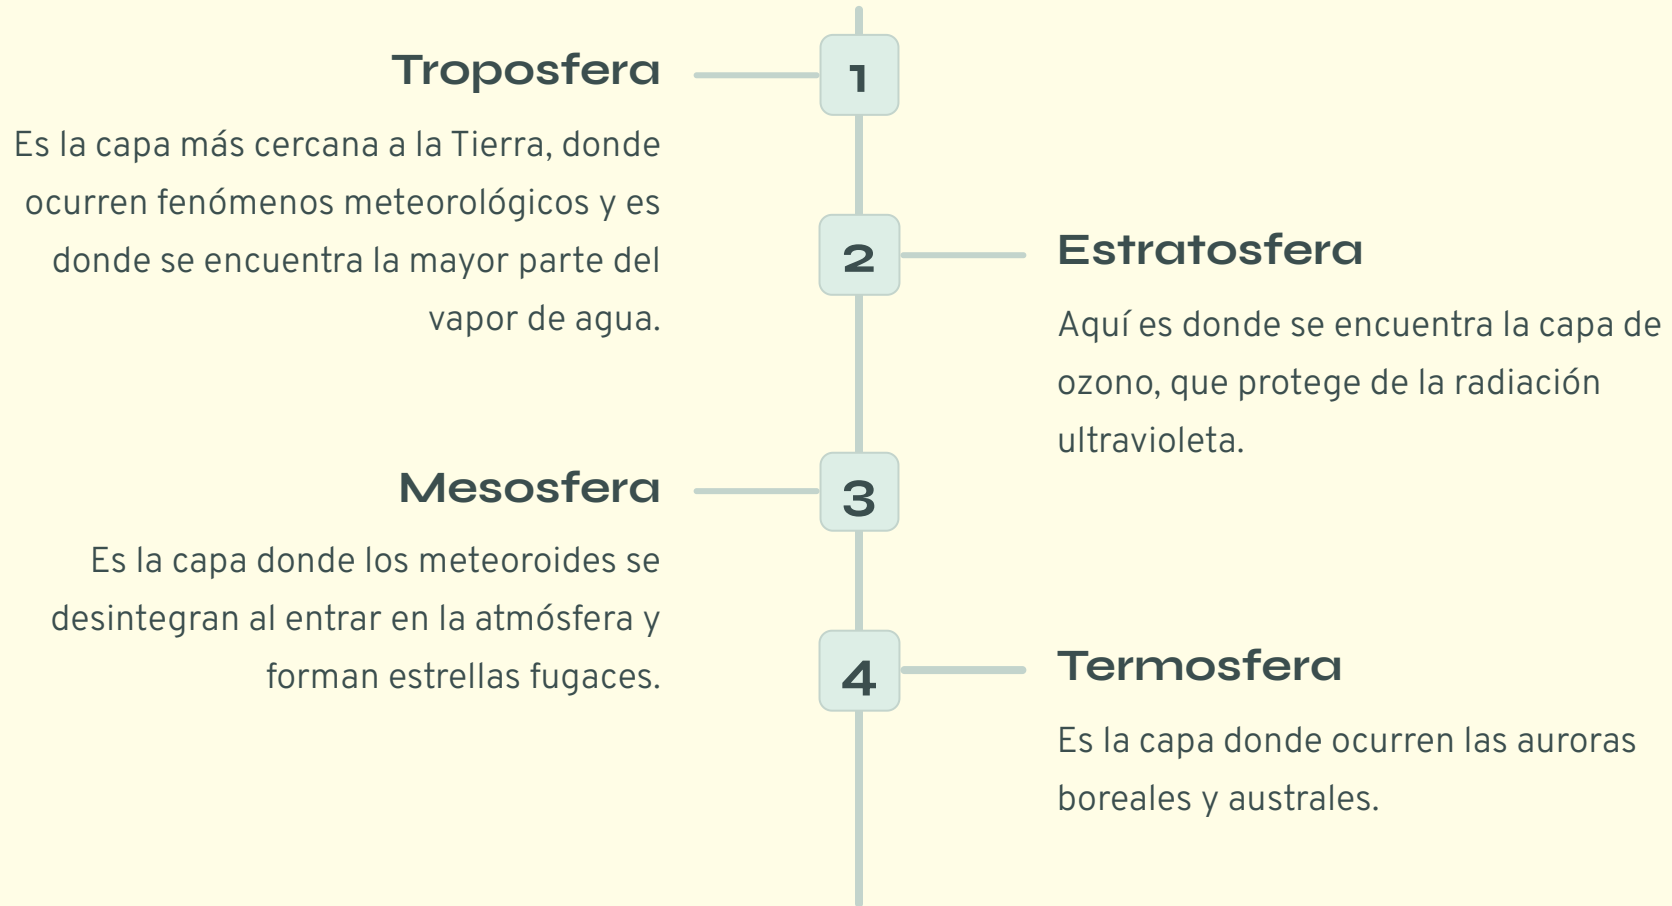 1
Troposfera
Es la capa más cercana a la Tierra, donde
ocurren fenómenos meteorológicos y es
donde se encuentra la mayor parte del
vapor de agua.
2
Estratosfera
Aquí es donde se encuentra la capa de
ozono, que protege de la radiación
ultravioleta.
3
Mesosfera
Es la capa donde los meteoroides se
desintegran al entrar en la atmósfera y
forman estrellas fugaces.
4
Termosfera
Es la capa donde ocurren las auroras
boreales y australes.